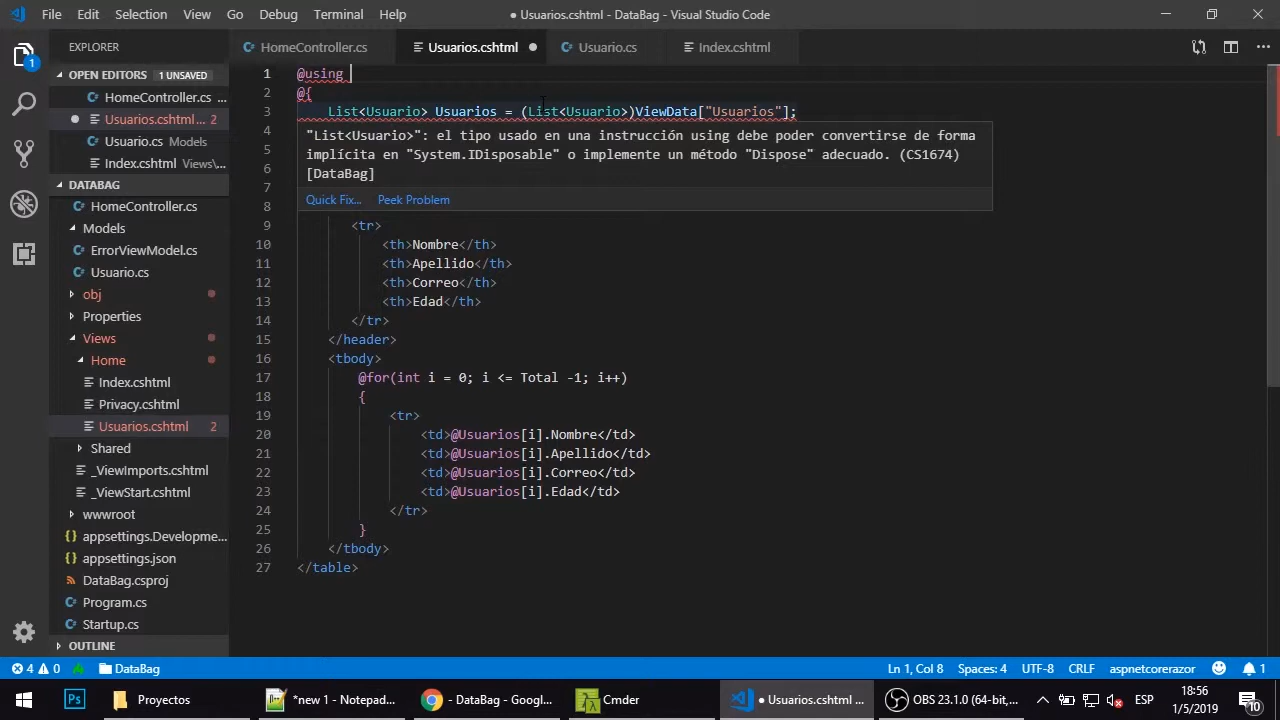 File Edit Selection View Go Debug Terminal Help ● Usuarios.cshtml - DataBag - Visual Studio Code
EXPLORER
HomeController.cs Usuarios.cshtml Usuario.cs Index.cshtml
OPEN EDITORS 1 UNSAVED
HomeController.cs ...
Usuarios.cshtml... 2
Usuario.cs Models
Index.cshtml Views\...
DATABAG
HomeController.cs
Models
ErrorViewModel.cs
Usuario.cs
obj
Properties
Views
Home
Index.cshtml
Privacy.cshtml
Usuarios.cshtml 2
Shared
_ViewImports.cshtml
_ViewStart.cshtml
wwwroot
appsettings.Developme...
appsettings.json
DataBag.csproj
Program.cs
Startup.cs
OUTLINE
1
1 @using
2 @{
3 List<Usuario> Usuarios = (List<Usuario>)ViewData["Usuarios"];
4
5
6
7
8
"List<Usuario>": el tipo usado en una instrucción using debe poder convertirse de forma
implícita en "System.IDisposable" o implemente un método "Dispose" adecuado. (CS1674)
[DataBag]
Quick Fix... Peek Problem
9 <tr>
10 <th>Nombre</th>
11 <th>Apellido</th>
12 <th>Correo</th>
13 <th>Edad</th>
14 </tr>
15 </header>
16 <tbody>
17 @for(int i = 0; i <= Total -1; i++)
18 {
19 <tr>
20 <td>@Usuarios[i].Nombre</td>
21 <td>@Usuarios[i].Apellido</td>
22 <td>@Usuarios[i].Correo</td>
23 <td>@Usuarios[i].Edad</td>
24 </tr>
25 }
26 </tbody>
27 </table>
4 0 DataBag Ln 1, Col 8 Spaces: 4 UTF-8 CRLF aspnetcorerazor 1
Ps Proyectos *new 1 - Notepad... - DataBag - Googl... Cmder ● Usuarios.cshtml ... OBS 23.1.0 (64-bit,... ESP
18:56
1/5/2019
10